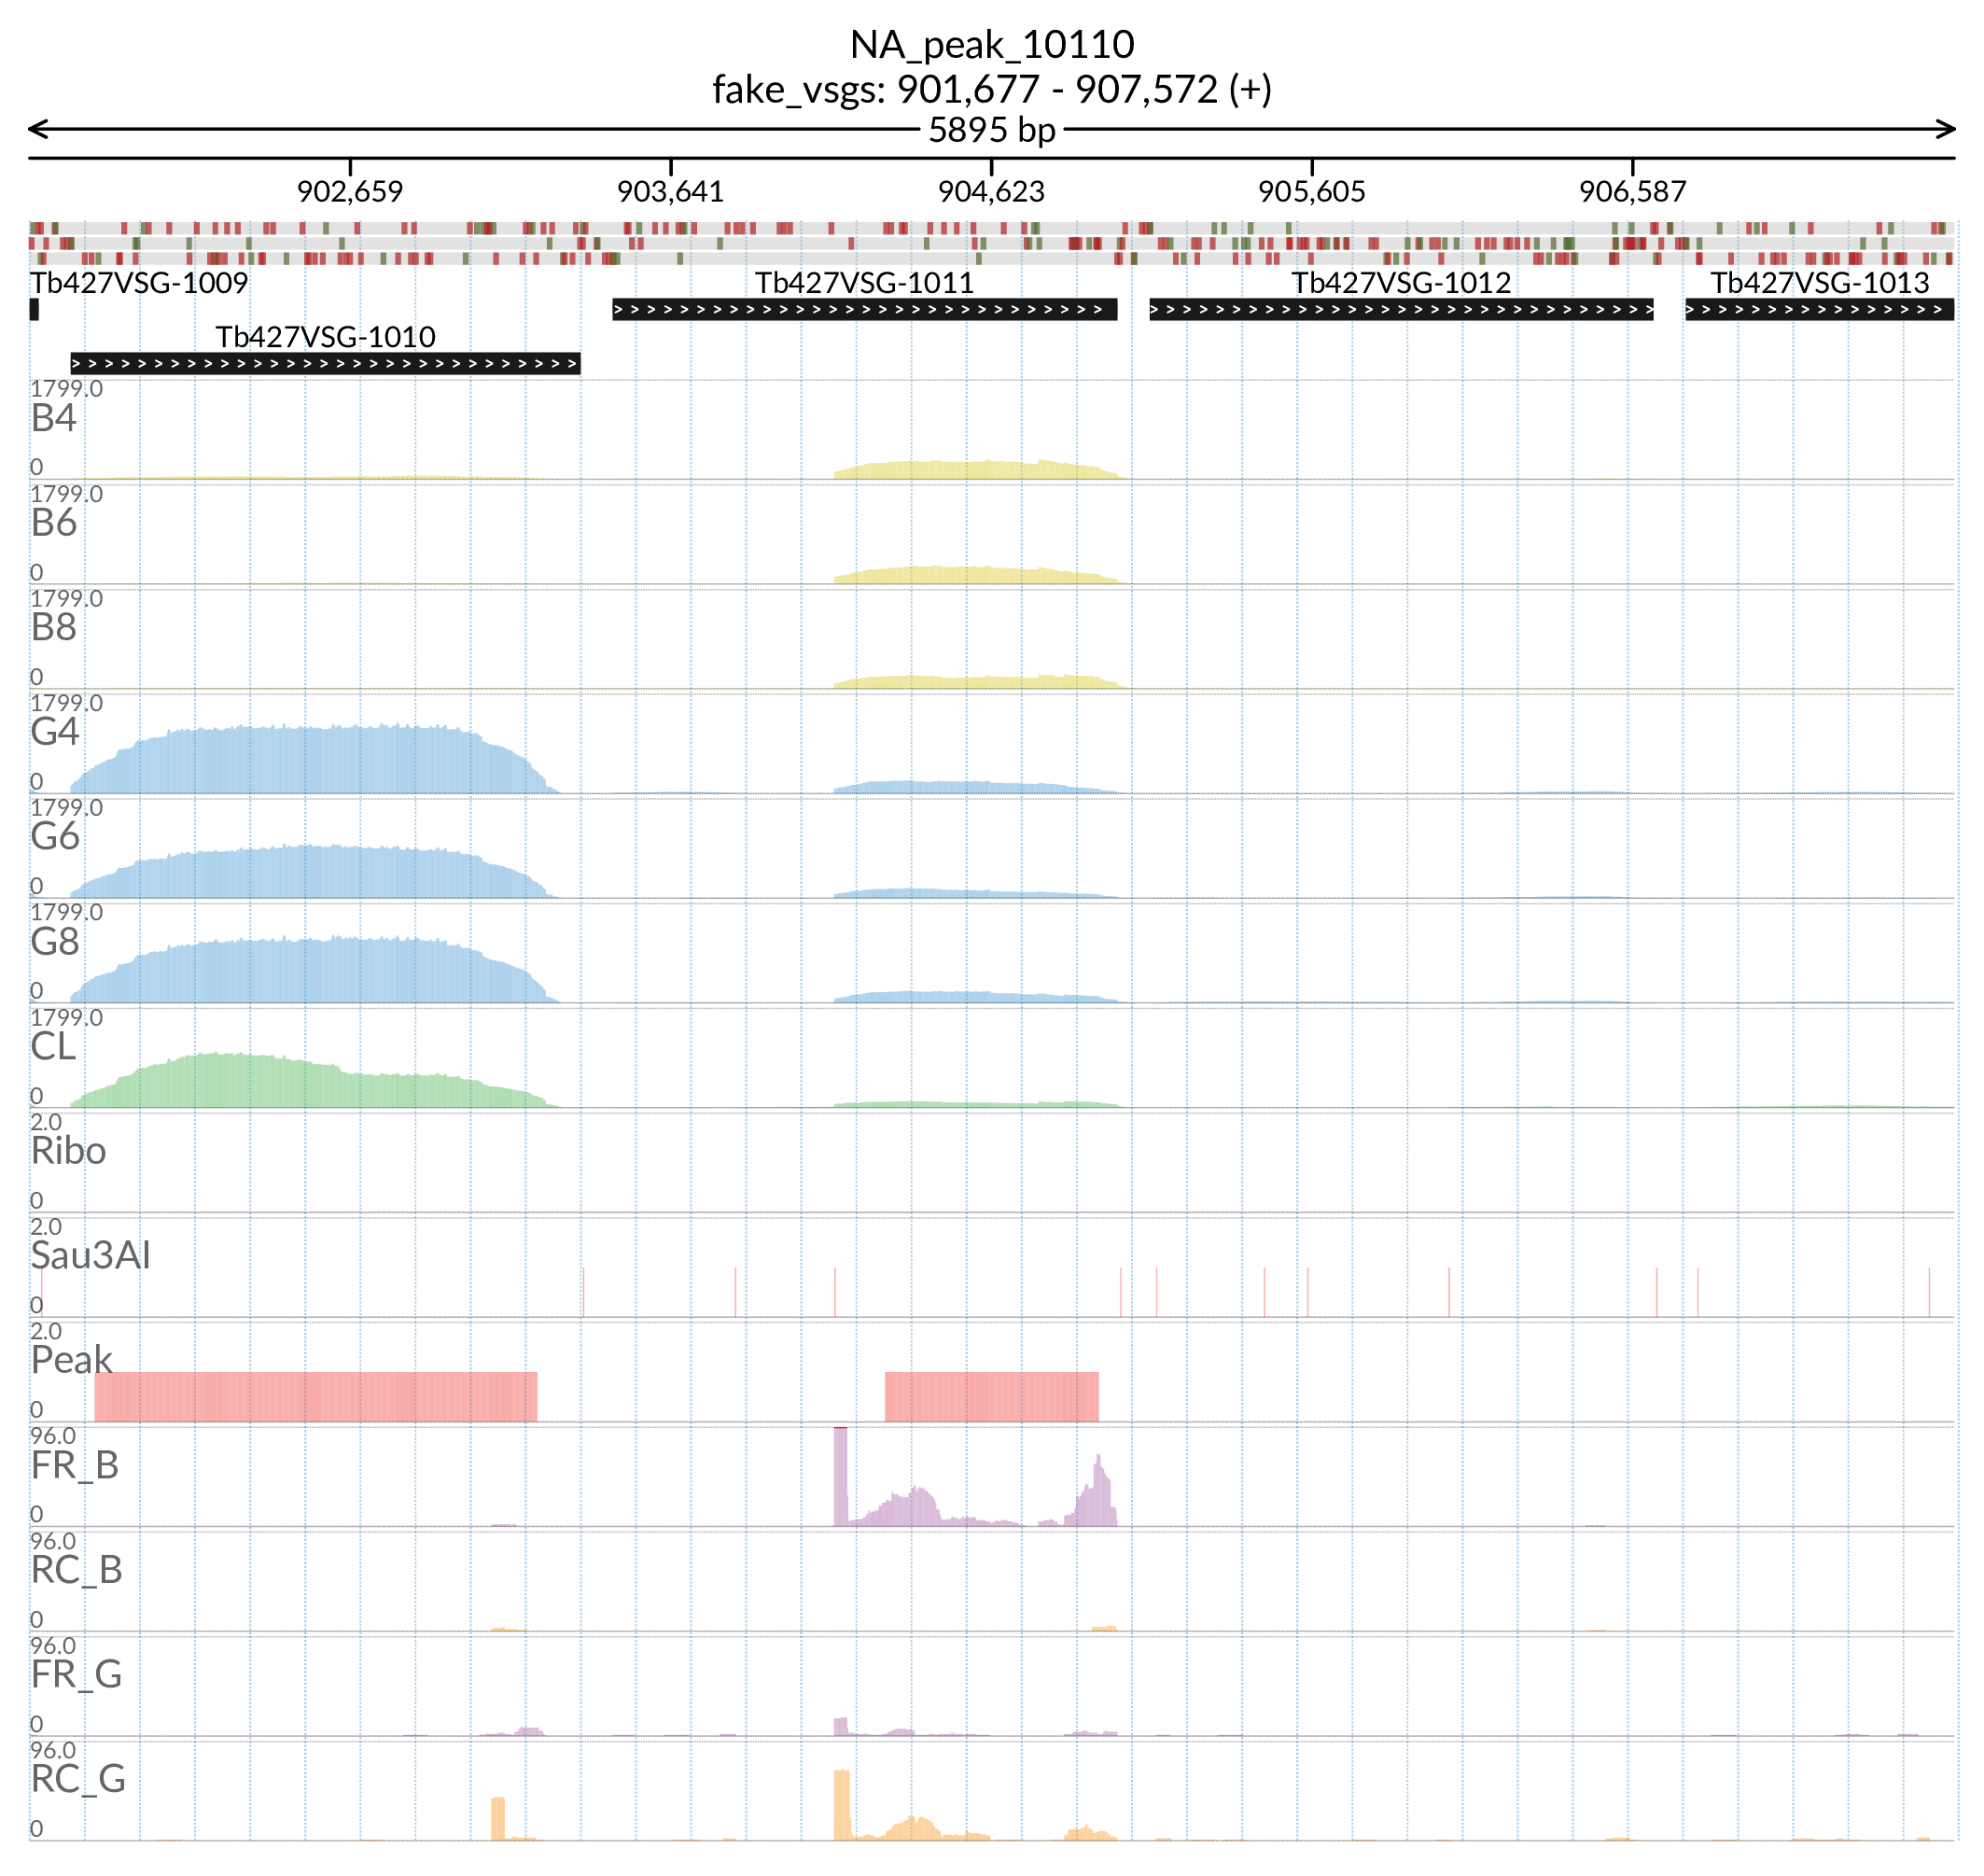 NA_peak_10110
fake_vsgs: 901,677 - 907,572 (+)
5895 bp
902,659 903,641 904,623 905,605 906,587
Tb427VSG-1009 Tb427VSG-1011 Tb427VSG-1012 Tb427VSG-1013
Tb427VSG-1010
1799.0
B4
0
1799.0
B6
0
1799.0
B8
0
1799.0
G4
0
1799.0
G6
0
1799.0
G8
0
1799.0
CL
0
2.0
Ribo
0
2.0
Sau3AI
0
2.0
Peak
0
96.0
FR_B
0
96.0
RC_B
0
96.0
FR_G
0
96.0
RC_G
0